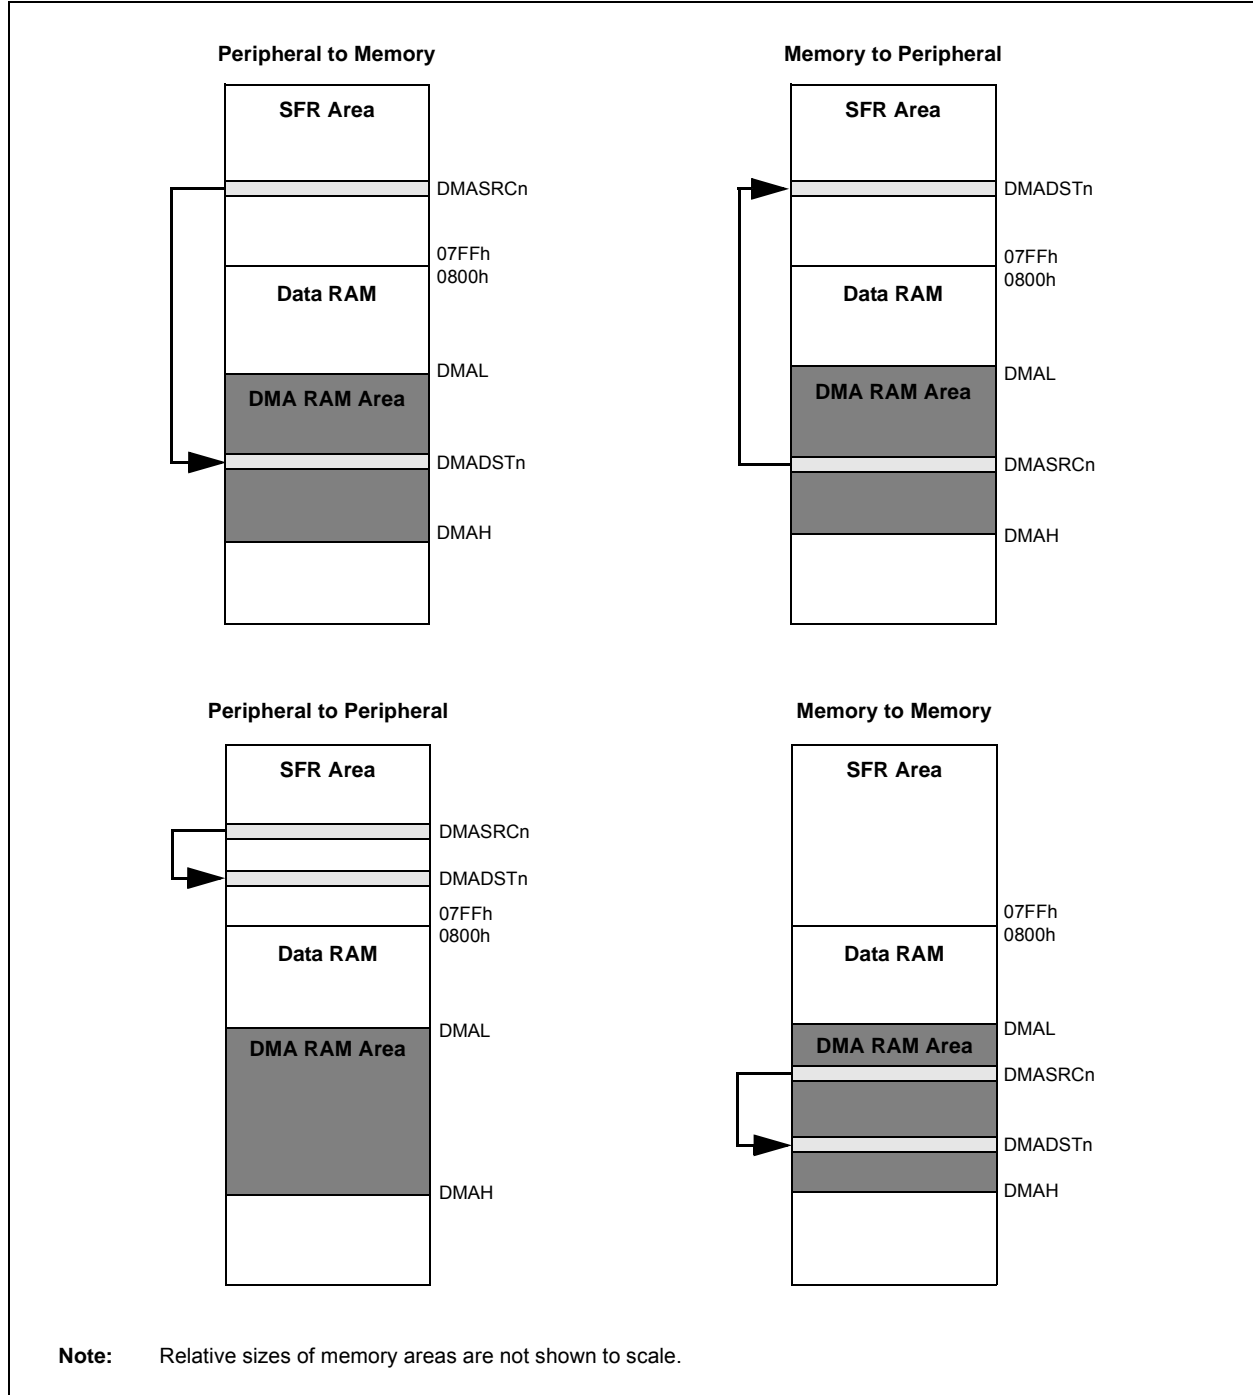 Peripheral to Memory
SFR Area
DMASRCn
07FFh
0800h
Data RAM
DMAL
DMA RAM Area
DMADSTn
DMAH
Memory to Peripheral
SFR Area
DMADSTn
07FFh
0800h
Data RAM
DMAL
DMA RAM Area
DMASRCn
DMAH
Peripheral to Peripheral
SFR Area
DMASRCn
DMADSTn
07FFh
0800h
Data RAM
DMAL
DMA RAM Area
DMAH
Memory to Memory
SFR Area
07FFh
0800h
Data RAM
DMAL
DMA RAM Area
DMASRCn
DMADSTn
DMAH
Note: Relative sizes of memory areas are not shown to scale.